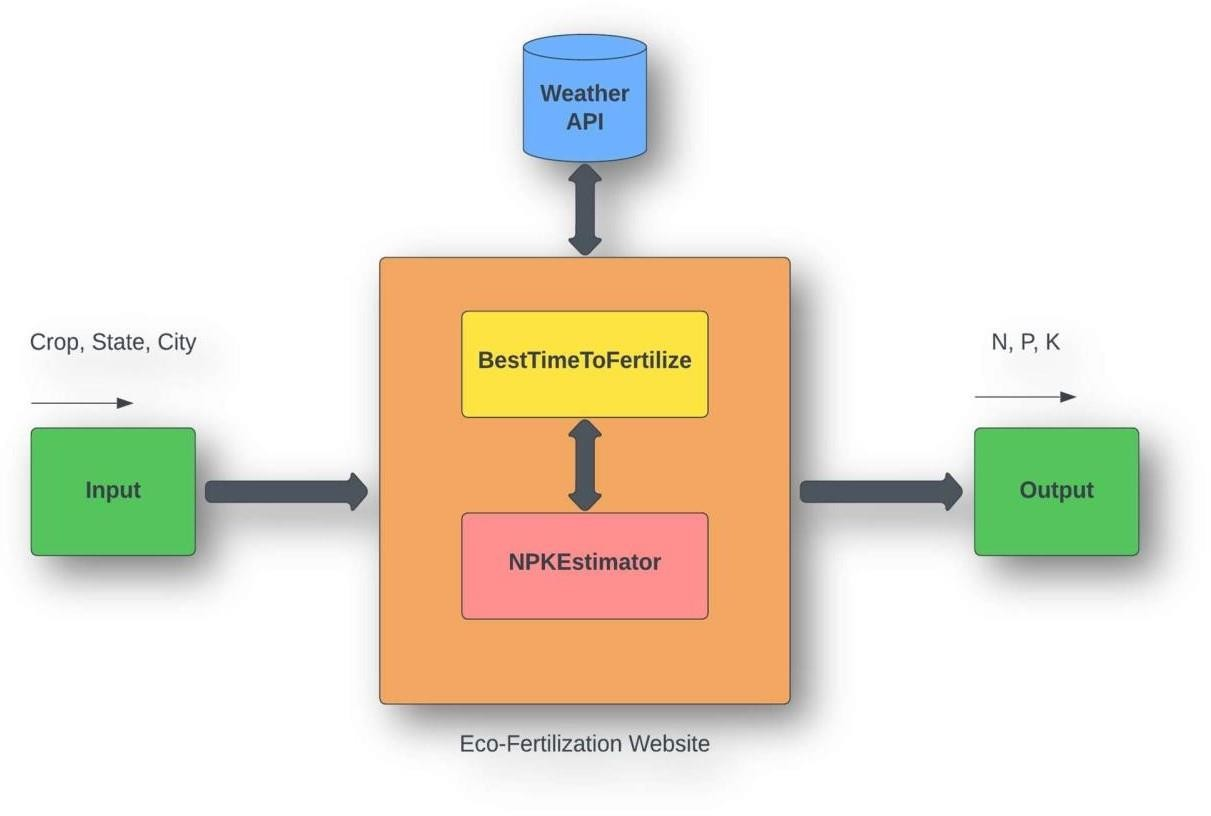 Weather
API
BestTimeToFertilize
Crop, State, City
N, P, K
Input
Output
NPKEstimator
Eco-Fertilization Website